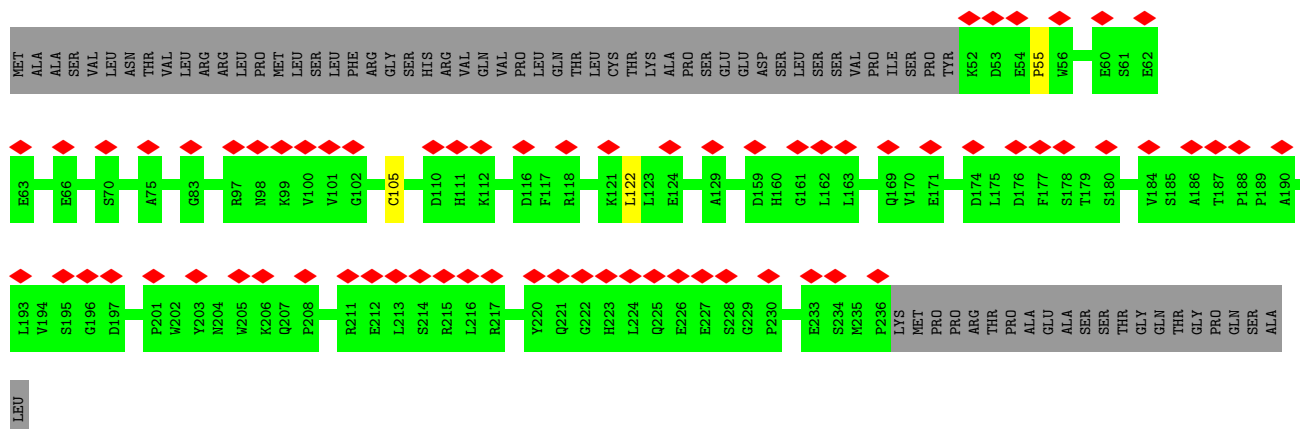 MET ALA ALA SER VAL LEU ASN THR VAL LEU ARG ARG LEU PRO MET LEU SER LEU PHE ARG GLY SER HIS ARG VAL GLN VAL PRO LEU GLN THR LEU CYS THR LYS ALA PRO SER GLU GLU ASP SER LEU SER SER VAL PRO ILE SER PRO TYR K52 D53 E54 P55 W56 E60 S61 E62
E63 E66 S70 A75 G83 R97 N98 K99 V100 V101 G102 C105 D110 H111 K112 D116 F117 R118 K121 L122 L123 E124 A129 D159 H160 G161 L162 L163 Q169 V170 E171 D174 L175 D176 F177 S178 T179 S180 V184 S185 A186 T187 P188 P189 A190
L193 V194 S195 G196 D197 P201 W202 Y203 N204 W205 K206 Q207 P208 R211 E212 L213 S214 R215 L216 R217 Y220 Q221 G222 H223 L224 Q225 E226 E227 S228 G229 P230 E233 S234 M235 P236 LYS MET PRO PRO ARG THR PRO ALA GLU ALA SER SER THR GLY GLN THR GLY PRO GLN SER ALA
LEU